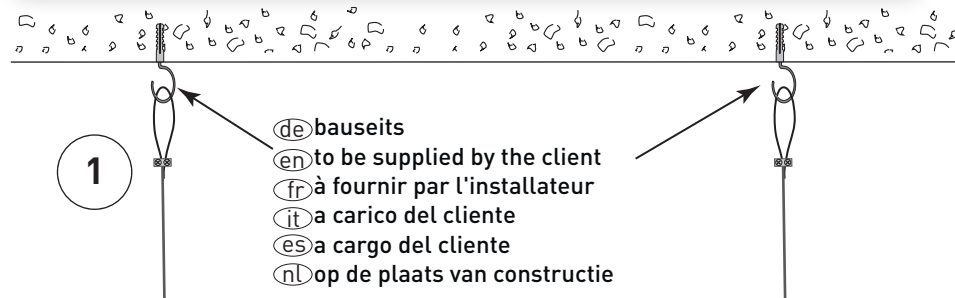 de bauseits
en to be supplied by the client
1
fr à fournir par l'installateur
it a carico del cliente
es a cargo del cliente
nl op de plaats van constructie